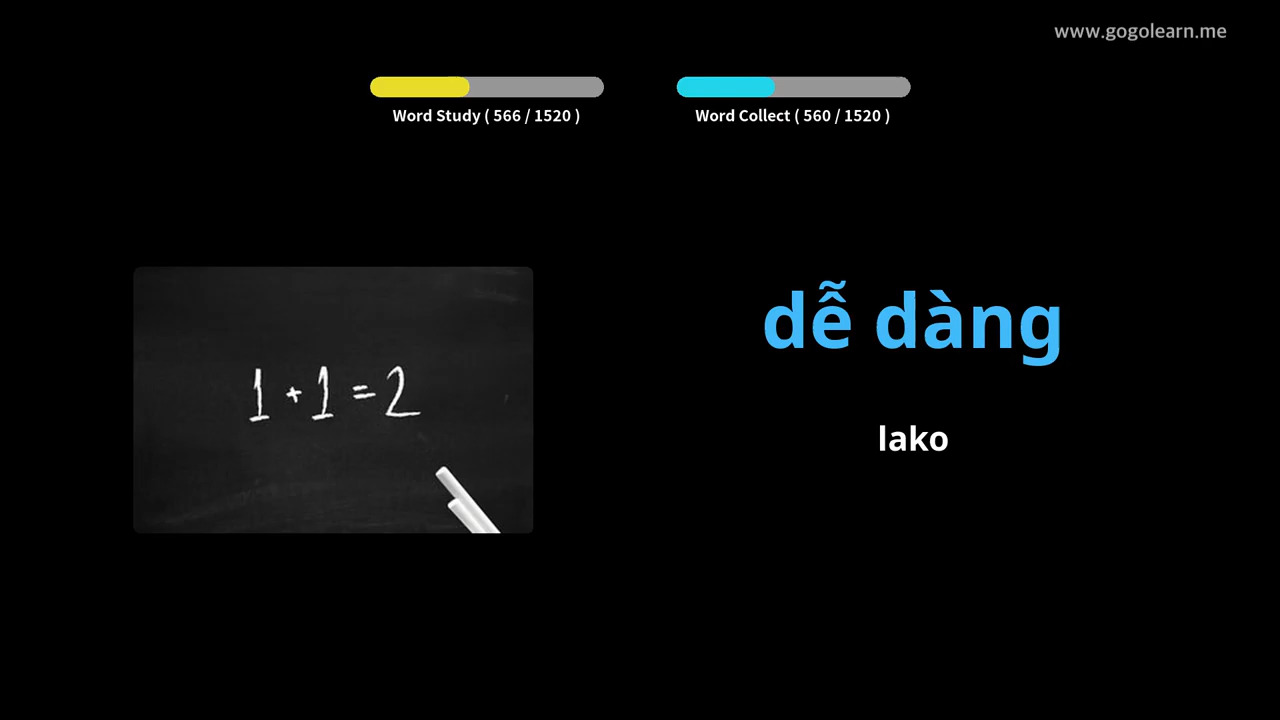 www.gogolearn.me
Word Study ( 566 / 1520 )
Word Collect ( 560 / 1520 )
1 + 1 = 2
dễ dàng
lako